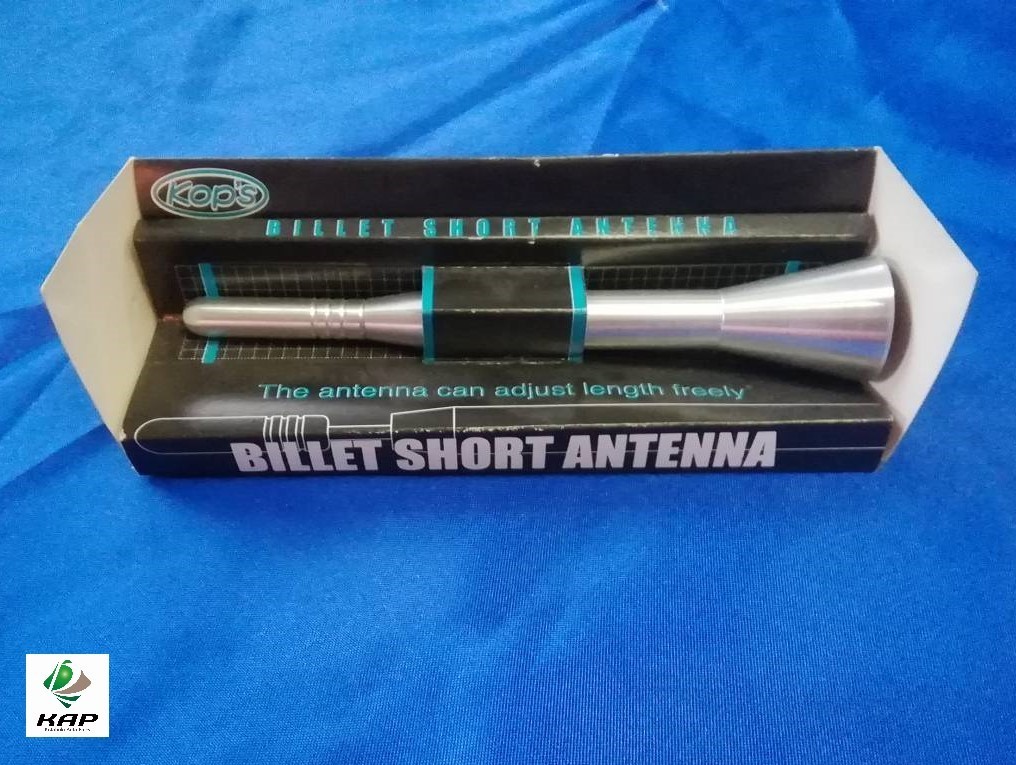 Kop's
BILLET SHORT ANTENNA
The antenna can adjust length freely
BILLET SHORT ANTENNA
KAP